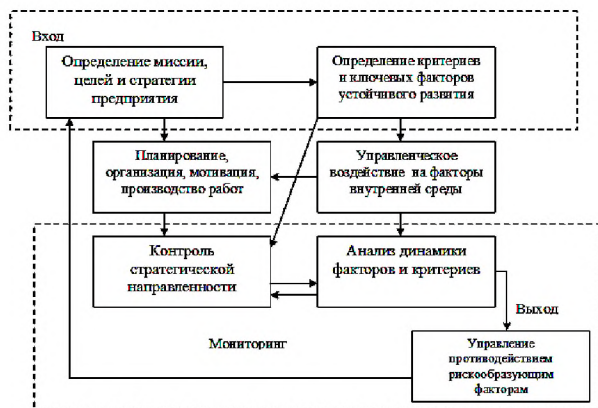 Вход
Определение миссии,
целей и стратегии
предприятия
Определение критериев
и ключевых факторов
устойчивого развития
Планирование,
организация, мотивация,
производство работ
Управленческое
воздействие на факторы
внутренней среды
Контроль
стратегической
направленности
Анализ динамики
факторов и критериев
Выход
Мониторинг
Управление
противодействием
рискообразующим
факторам